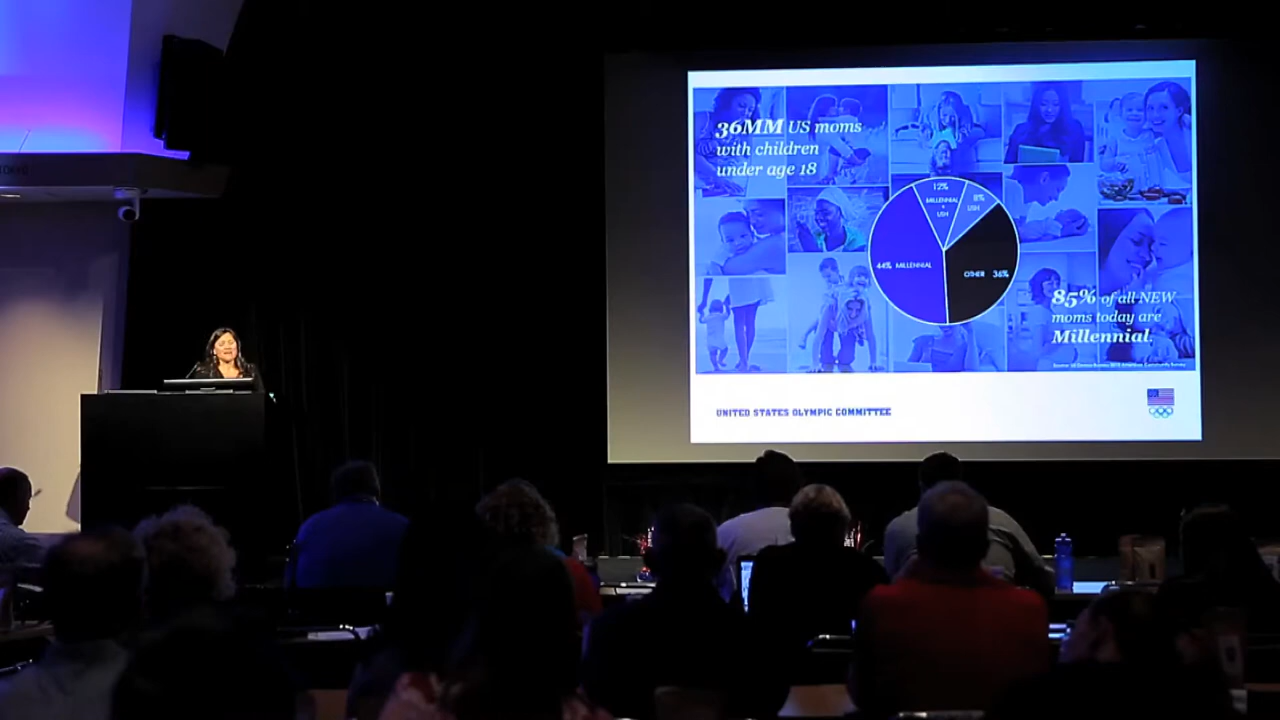 36MM US moms
with children
under age 18
12%
MILLENNIAL
+
USH
8%
USH
44% MILLENNIAL
OTHER 36%
85% of all NEW
moms today are
Millennial.
UNITED STATES OLYMPIC COMMITTEE